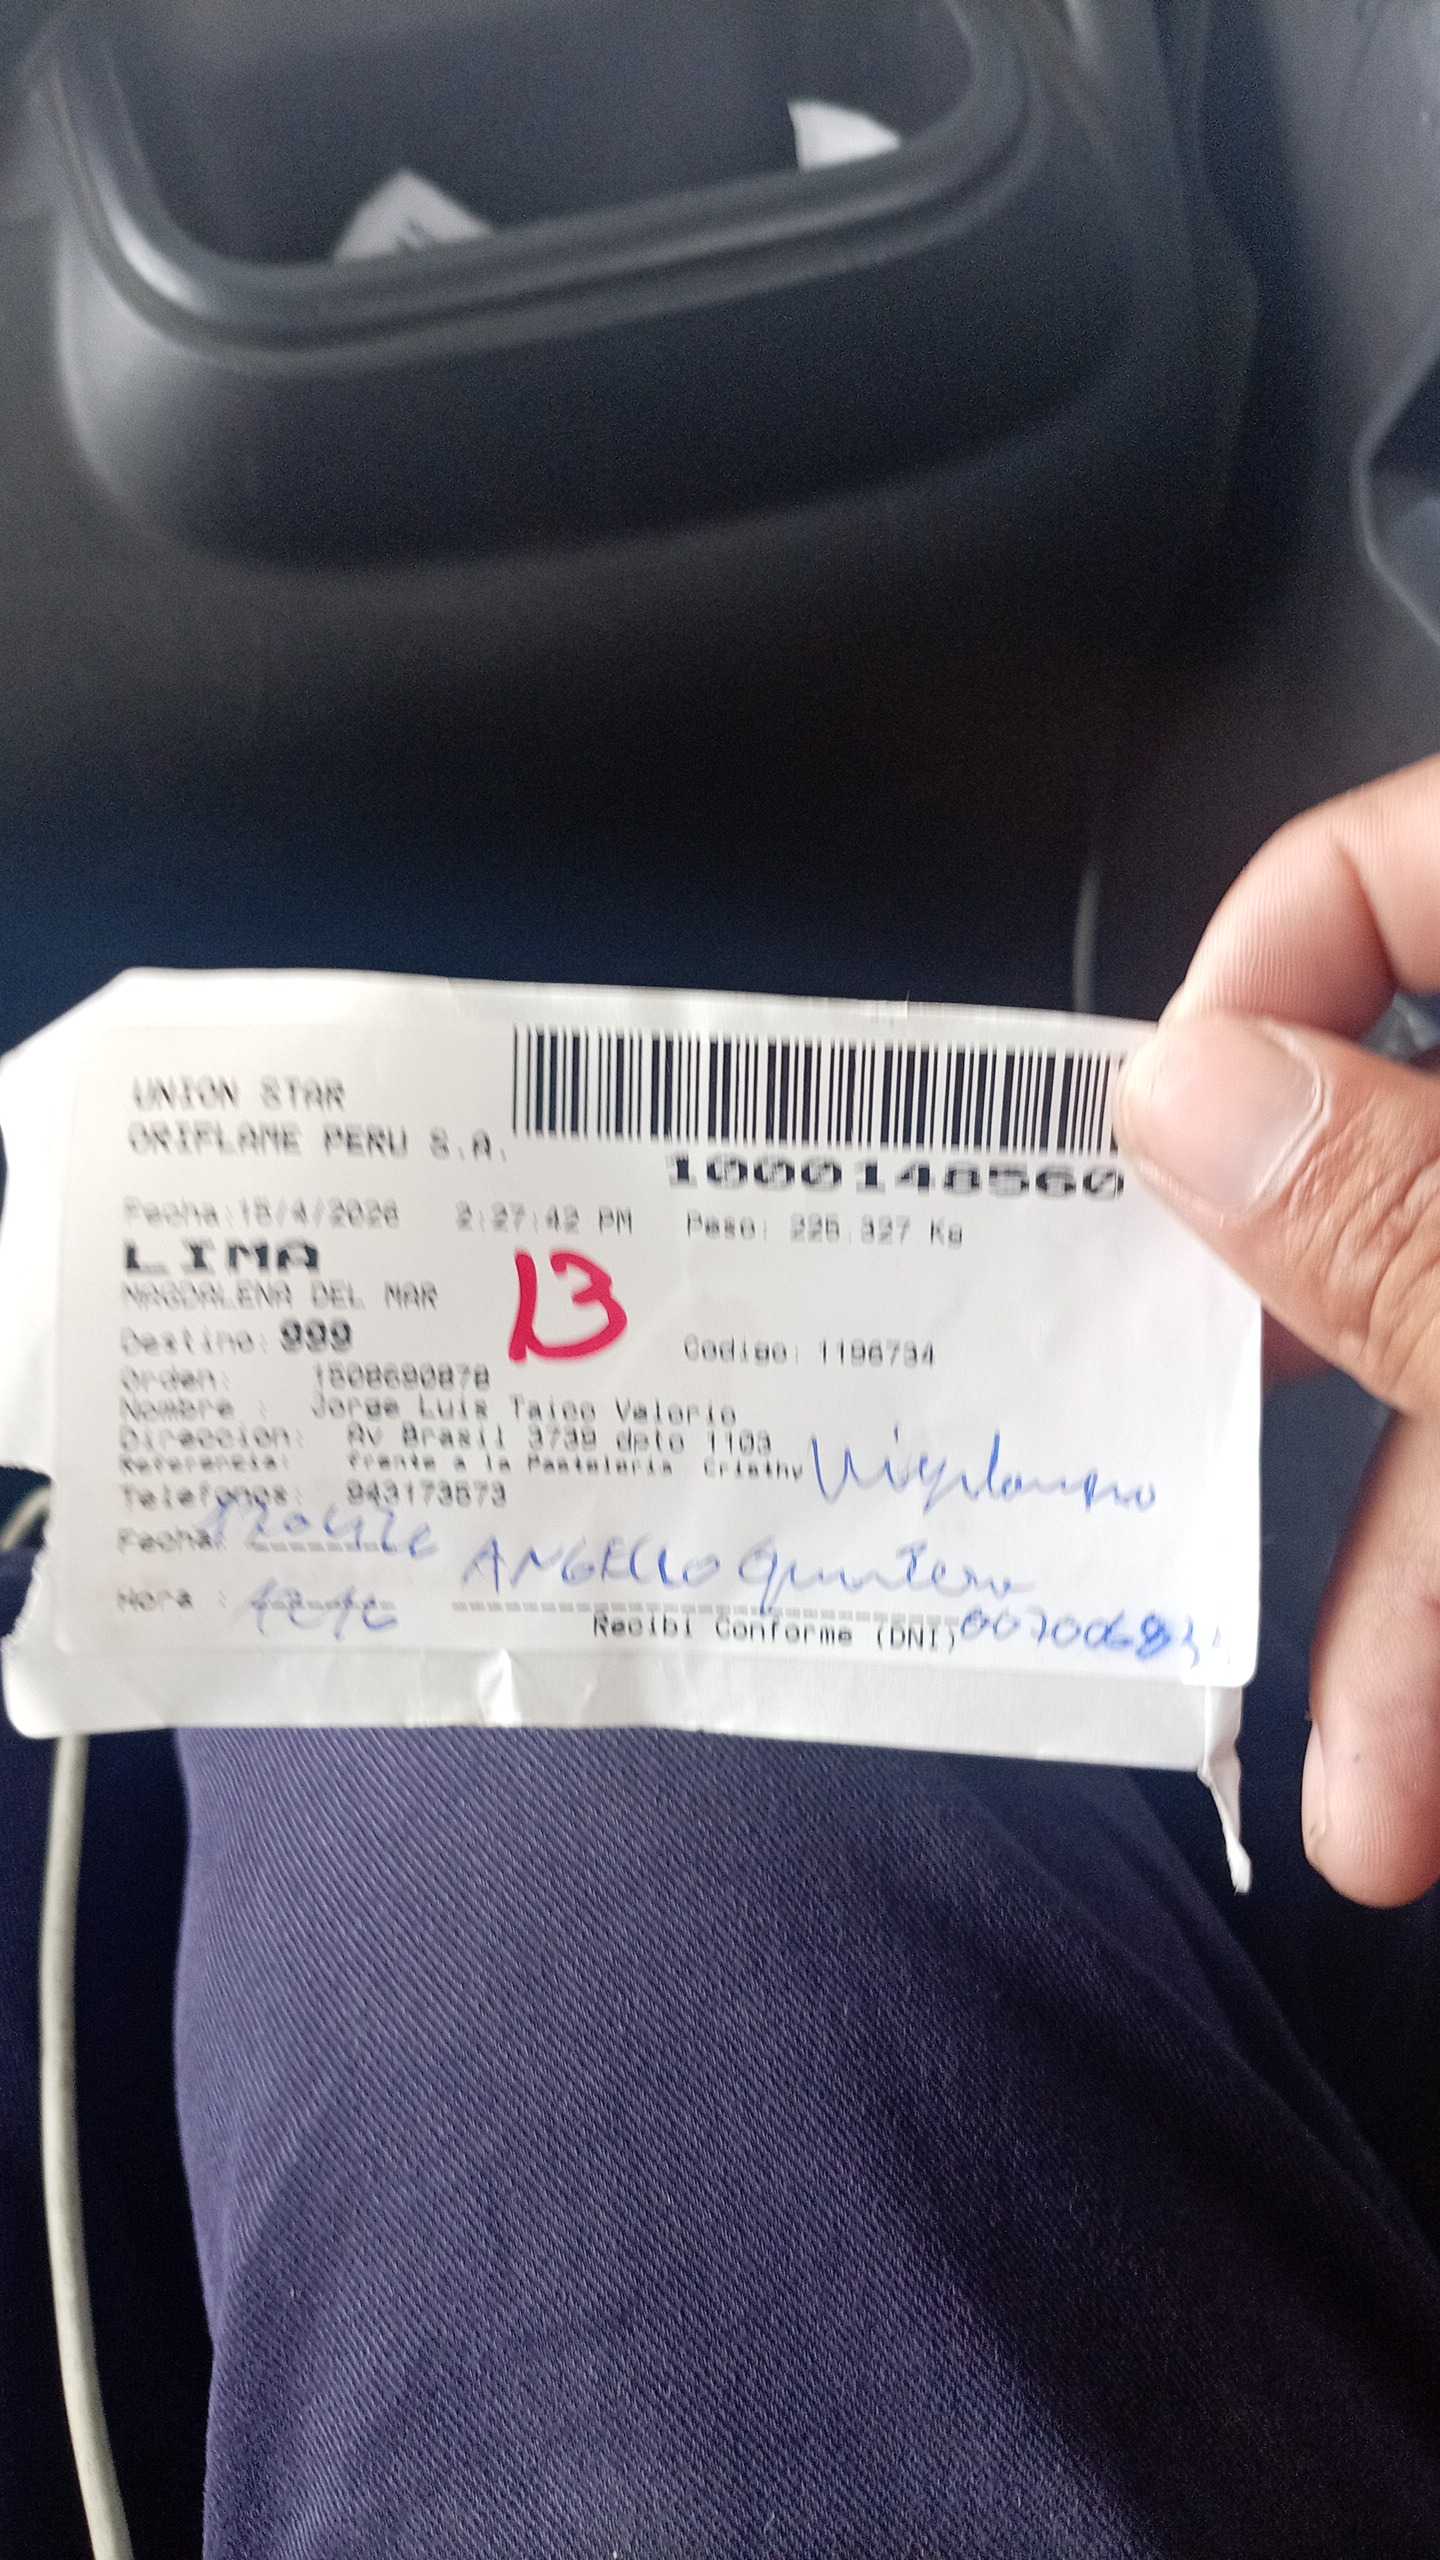 UNION STAR
ORIFLAME PERU S.A.
1000148560
Fecha:15/4/2026 2:27:42 PM Peso: 225.327 Kg
LIMA
MAGDALENA DEL MAR
13
Destino: 999
Codigo: 1196734
Orden: 1508690878
Nombre : Jorge Luis Taico Valerio
Direccion: Av Brasil 3739 dpto 1103
Referencia: frente a la Pasteleria Cristhy
Telefonos: 943173573
Fecha:
ANGELLO Quintero
Hora :
Recibi Conforme (DNI)